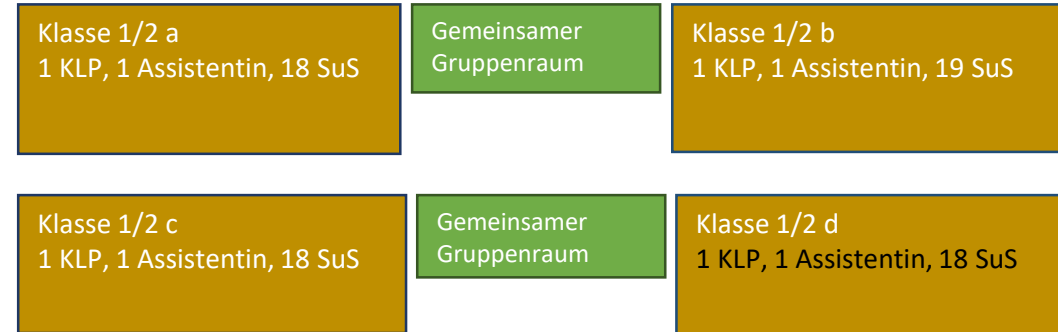 Klasse 1/2 a
1 KLP, 1 Assistentin, 18 SuS
Gemeinsamer
Gruppenraum
Klasse 1/2 b
1 KLP, 1 Assistentin, 19 SuS
Klasse 1/2 c
1 KLP, 1 Assistentin, 18 SuS
Gemeinsamer
Gruppenraum
Klasse 1/2 d
1 KLP, 1 Assistentin, 18 SuS